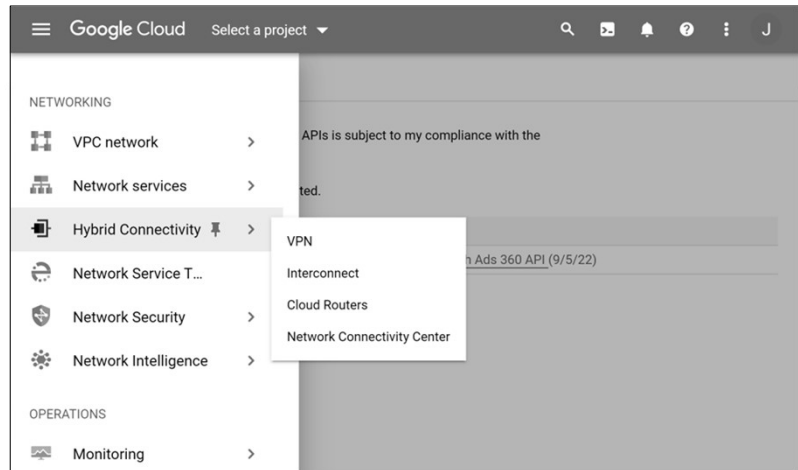 Google Cloud Select a project
J
NETWORKING
VPC network
APIs is subject to my compliance with the
Network services
ted.
Hybrid Connectivity
VPN
Network Service T...
Interconnect
Ads 360 API (9/5/22)
Cloud Routers
Network Security
Network Connectivity Center
Network Intelligence
OPERATIONS
Monitoring